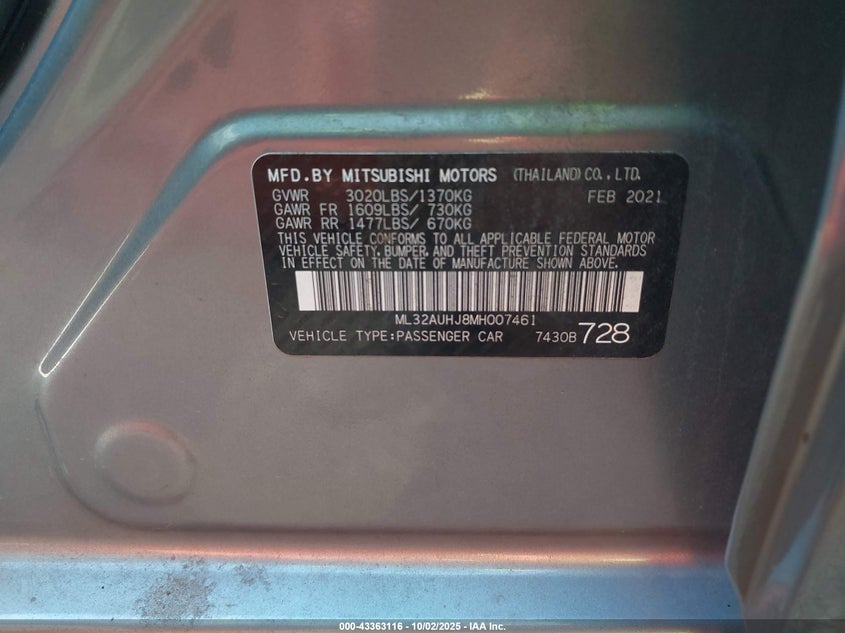 MFD.BY MITSUBISHI MOTORS (THAILAND) CO., LTD.
GVWR 3020LBS/1370KG FEB 2021
GAWR FR 1609LBS/ 730KG
GAWR RR 1477LBS/ 670KG
THIS VEHICLE CONFORMS TO ALL APPLICABLE FEDERAL MOTOR
VEHICLE SAFETY, BUMPER, AND THEFT PREVENTION STANDARDS
IN EFFECT ON THE DATE OF MANUFACTURE SHOWN ABOVE.
ML32AUHJ8MH007461
VEHICLE TYPE:PASSENGER CAR 7430B 728
000-43363116 - 10/02/2025 - IAA Inc.